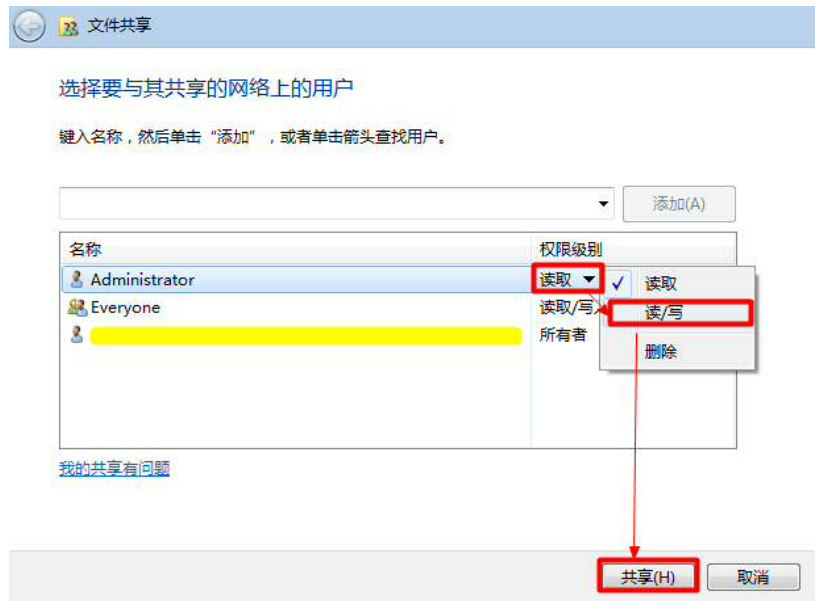 文件共享
选择要与其共享的网络上的用户
键入名称，然后单击“添加”，或者单击箭头查找用户。
添加(A)
名称 权限级别
Administrator 读取
读取
Everyone 读取/写
读/写
所有者
删除
我的共享有问题
共享(H) 取消